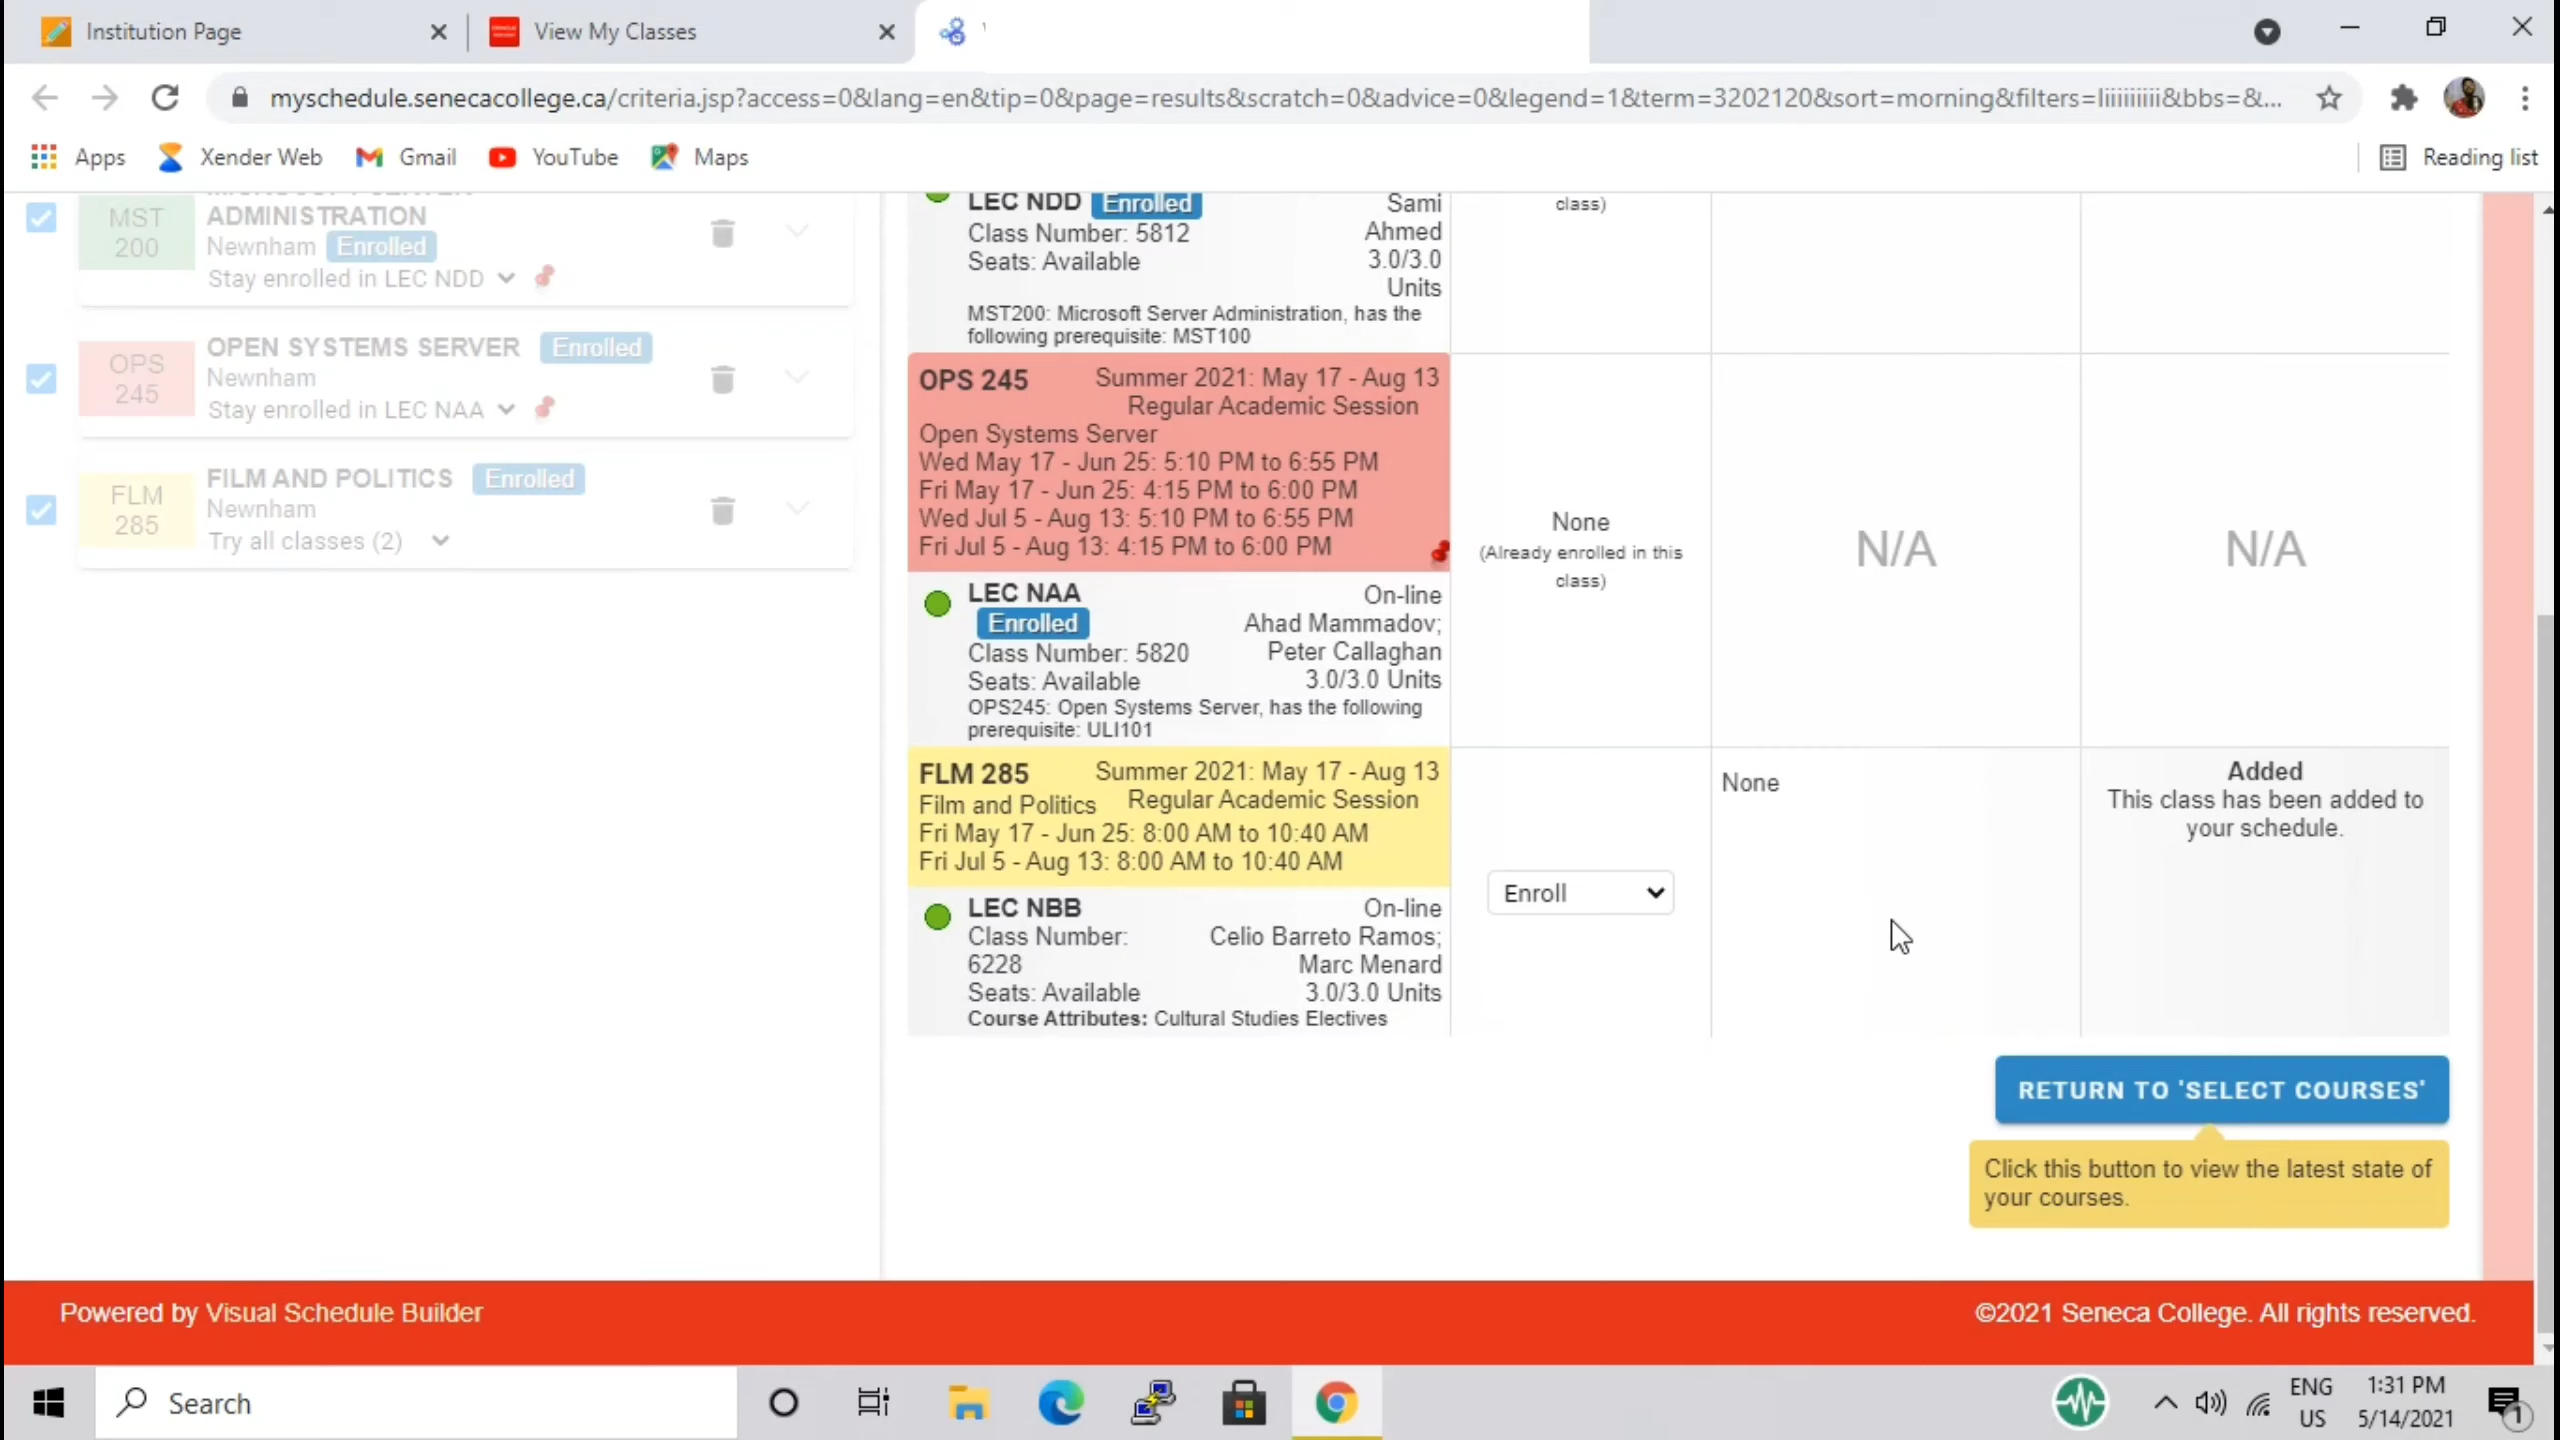 Institution Page
View My Classes
myschedule.senecacollege.ca/criteria.jsp?access=0&lang=en&tip=0&page=results&scratch=0&advice=0&legend=1&term=3202120&sort=morning&filters=liiiiiiiii&bbs=&...
Apps
Xender Web
Gmail
YouTube
Maps
Reading list
MST
200
ADMINISTRATION
Newnham Enrolled
Stay enrolled in LEC NDD
OPS
245
OPEN SYSTEMS SERVER Enrolled
Newnham
Stay enrolled in LEC NAA
FLM
285
FILM AND POLITICS Enrolled
Newnham
Try all classes (2)
LEC NDD Enrolled
Class Number: 5812
Seats: Available
Sami
Ahmed
3.0/3.0
Units
MST200: Microsoft Server Administration, has the
following prerequisite: MST100
class)
OPS 245
Summer 2021: May 17 - Aug 13
Regular Academic Session
Open Systems Server
Wed May 17 - Jun 25: 5:10 PM to 6:55 PM
Fri May 17 - Jun 25: 4:15 PM to 6:00 PM
Wed Jul 5 - Aug 13: 5:10 PM to 6:55 PM
Fri Jul 5 - Aug 13: 4:15 PM to 6:00 PM
LEC NAA
Enrolled
Class Number: 5820
Seats: Available
On-line
Ahad Mammadov;
Peter Callaghan
3.0/3.0 Units
OPS245: Open Systems Server, has the following
prerequisite: ULI101
None
(Already enrolled in this
class)
N/A
N/A
FLM 285
Summer 2021: May 17 - Aug 13
Film and Politics
Regular Academic Session
Fri May 17 - Jun 25: 8:00 AM to 10:40 AM
Fri Jul 5 - Aug 13: 8:00 AM to 10:40 AM
LEC NBB
Class Number:
6228
Seats: Available
On-line
Celio Barreto Ramos;
Marc Menard
3.0/3.0 Units
Course Attributes: Cultural Studies Electives
Enroll
None
Added
This class has been added to
your schedule.
RETURN TO 'SELECT COURSES'
Click this button to view the latest state of
your courses.
Powered by Visual Schedule Builder
©2021 Seneca College. All rights reserved.
Search
ENG
US
1:31 PM
5/14/2021
1